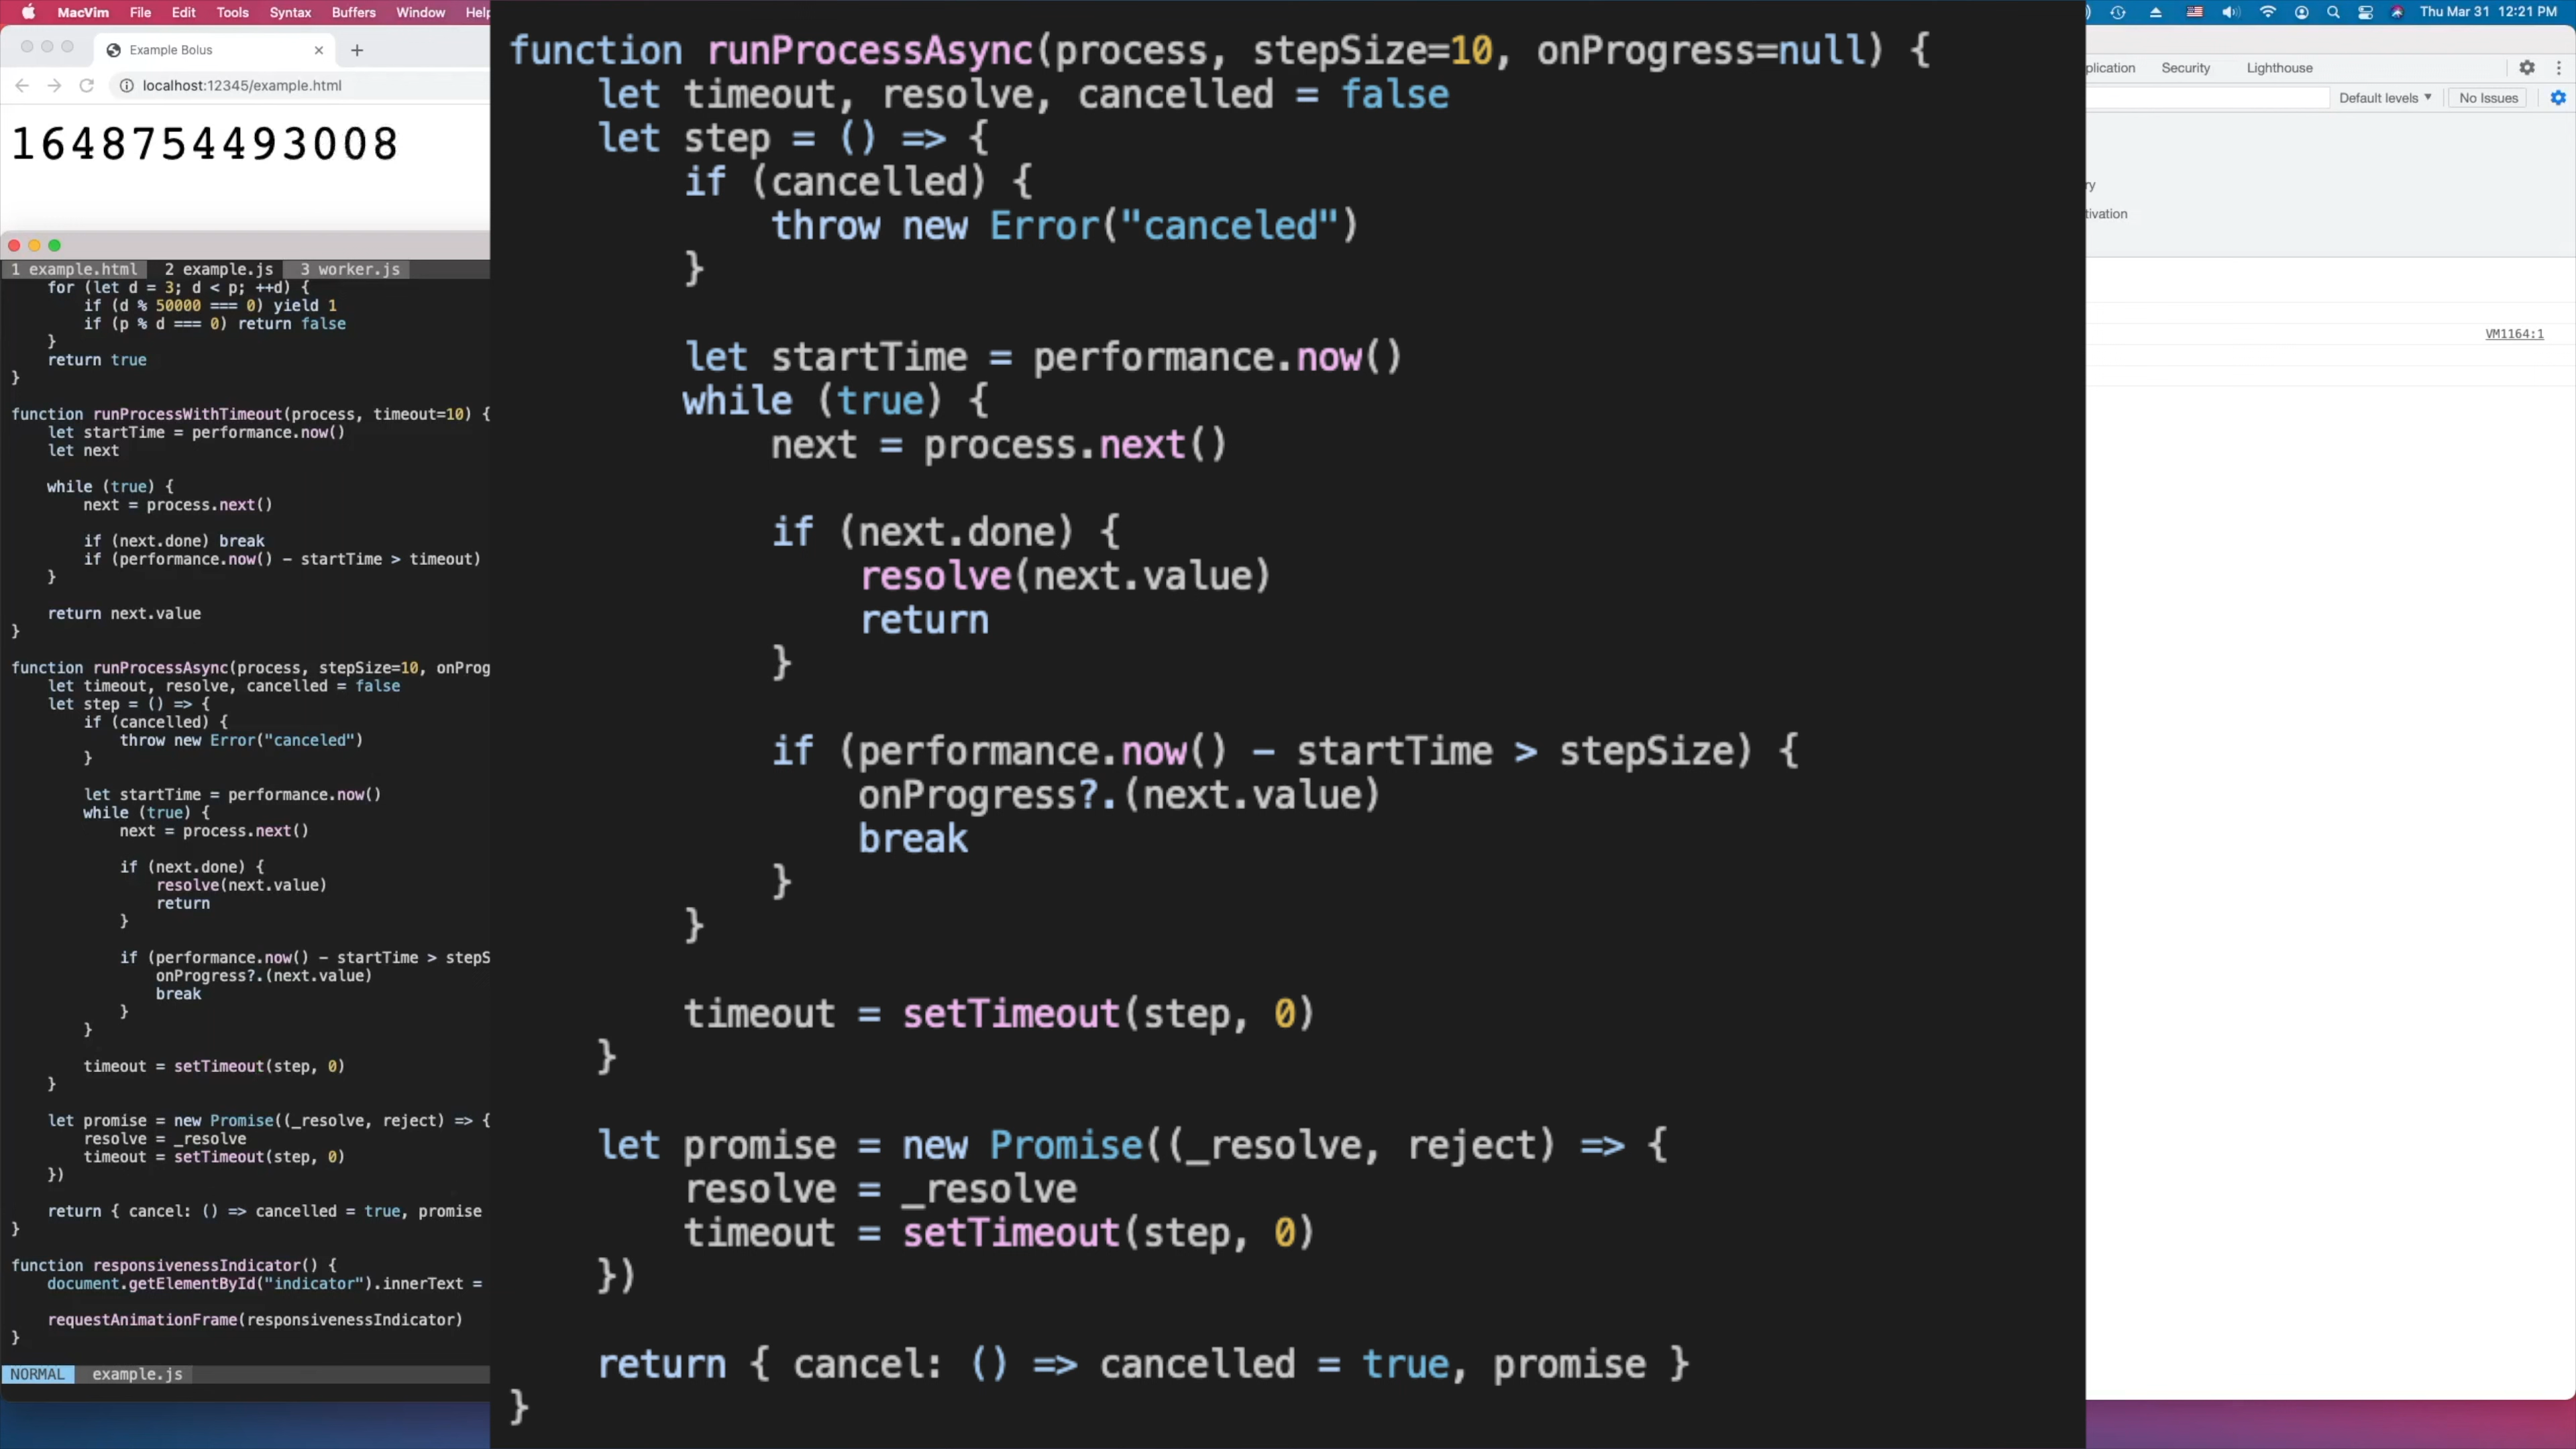 MacVim File Edit Tools Syntax Buffers Window Help
Thu Mar 31 12:21 PM
Example Bolus
localhost:12345/example.html
1648754493008
1 example.html 2 example.js 3 worker.js
for (let d = 3; d < p; ++d) {
if (d % 50000 === 0) yield 1
if (p % d === 0) return false
}
return true
}
function runProcessWithTimeout(process, timeout=10) {
let startTime = performance.now()
let next
while (true) {
next = process.next()
if (next.done) break
if (performance.now() - startTime > timeout)
}
return next.value
}
function runProcessAsync(process, stepSize=10, onProg
let timeout, resolve, cancelled = false
let step = () => {
if (cancelled) {
throw new Error("canceled")
}
let startTime = performance.now()
while (true) {
next = process.next()
if (next.done) {
resolve(next.value)
return
}
if (performance.now() - startTime > stepS
onProgress?.(next.value)
break
}
}
timeout = setTimeout(step, 0)
}
let promise = new Promise((_resolve, reject) => {
resolve = _resolve
timeout = setTimeout(step, 0)
})
return { cancel: () => cancelled = true, promise
}
function responsivenessIndicator() {
document.getElementById("indicator").innerText =
requestAnimationFrame(responsivenessIndicator)
}
NORMAL example.js
function runProcessAsync(process, stepSize=10, onProgress=null) {
let timeout, resolve, cancelled = false
let step = () => {
if (cancelled) {
throw new Error("canceled")
}
let startTime = performance.now()
while (true) {
next = process.next()
if (next.done) {
resolve(next.value)
return
}
if (performance.now() - startTime > stepSize) {
onProgress?.(next.value)
break
}
}
timeout = setTimeout(step, 0)
}
let promise = new Promise((_resolve, reject) => {
resolve = _resolve
timeout = setTimeout(step, 0)
})
return { cancel: () => cancelled = true, promise }
}
plication Security Lighthouse
Default levels No Issues
ry
tivation
VM1164:1